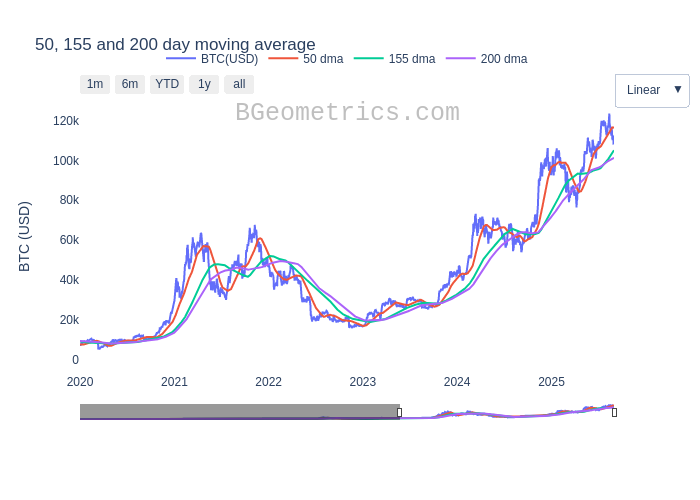 50, 155 and 200 day moving average
BTC(USD) 50 dma 155 dma 200 dma
1m 6m YTD 1y all
Linear ▼
BGeometrics.com
120k
100k
80k
60k
40k
20k
0
BTC (USD)
2020 2021 2022 2023 2024 2025